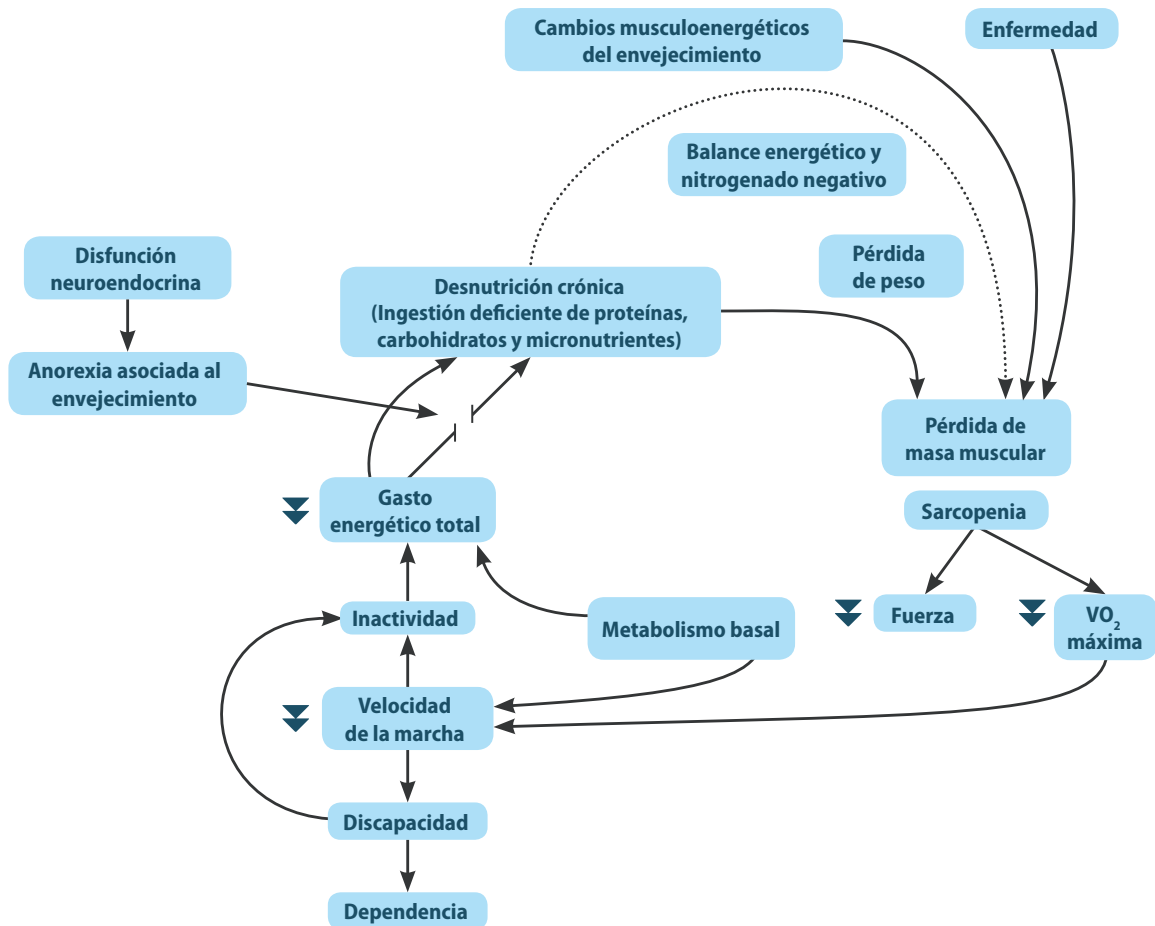 Cambios musculoenergéticos
del envejecimiento
Enfermedad
Balance energético y
nitrogenado negativo
Disfunción
neuroendocrina
Pérdida
de peso
Desnutrición crónica
(Ingestión deficiente de proteínas,
carbohidratos y micronutrientes)
Anorexia asociada al
envejecimiento
Pérdida de
masa muscular
Gasto
energético total
Sarcopenia
Inactividad
Metabolismo basal
Fuerza
VO₂
máxima
Velocidad
de la marcha
Discapacidad
Dependencia